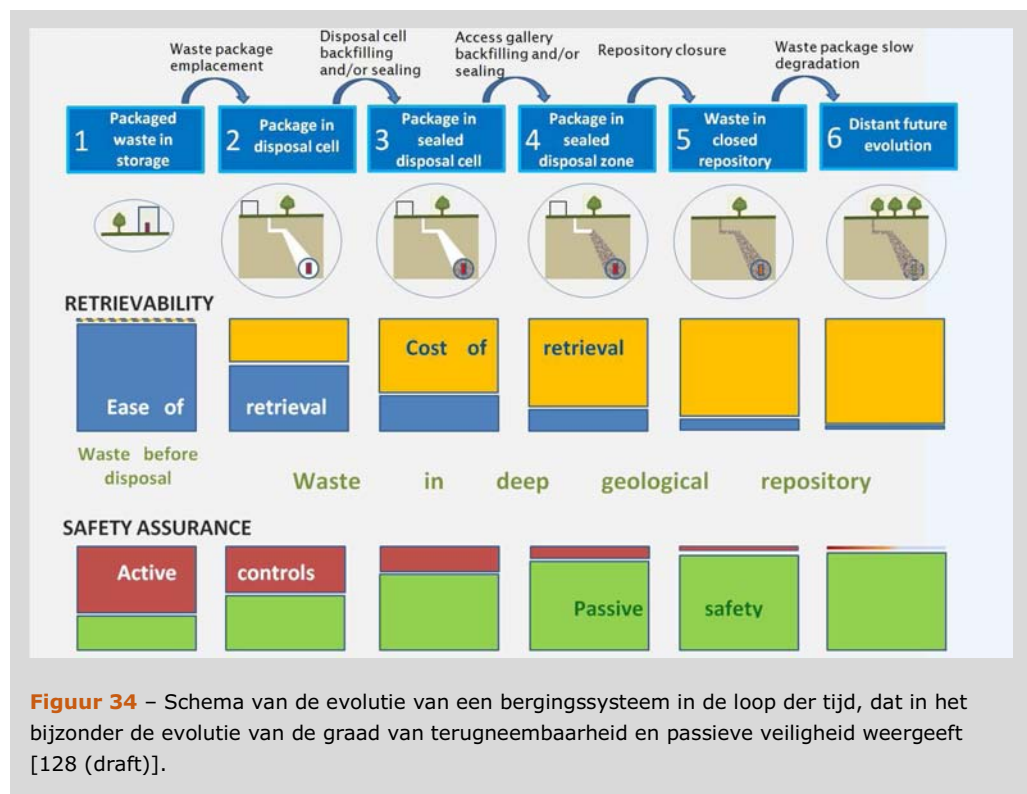 Waste package
emplacement
Disposal cell
backfilling
and/or sealing
Access gallery
backfilling and/or
sealing
Repository closure
Waste package slow
degradation
1 Packaged
waste in
storage
2 Package in
disposal cell
3 Package in
sealed
disposal cell
4 Package in
sealed
disposal zone
5 Waste in
closed
repository
6 Distant future
evolution
RETRIEVABILITY
Cost of retrieval
Ease of retrieval
Waste before
disposal
Waste in deep geological repository
SAFETY ASSURANCE
Active controls
Passive safety
Figuur 34 – Schema van de evolutie van een bergingssysteem in de loop der tijd, dat in het
bijzonder de evolutie van de graad van terugneembaarheid en passieve veiligheid weergeeft
[128 (draft)].